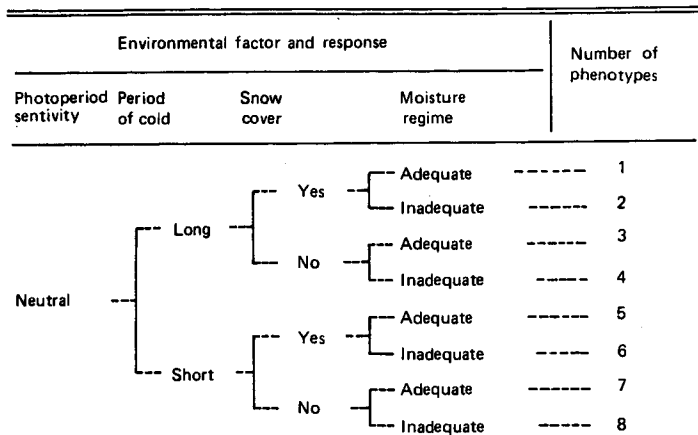 Environmental factor and response
Number of
phenotypes
Photoperiod Period Snow Moisture
sentivity of cold cover regime
Adequate 1
Yes
Inadequate 2
Long
Adequate 3
No
Inadequate 4
Neutral
Adequate 5
Yes
Inadequate 6
Short
Adequate 7
No
Inadequate 8